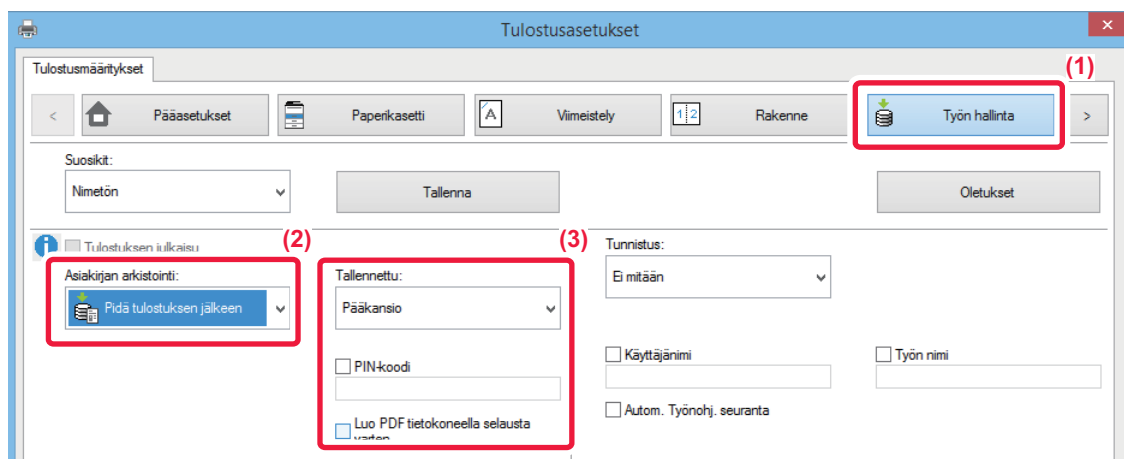 Tulostusasetukset
Tulostusmääritykset
(1)
< Pääasetukset Paperikasetti Viimeistely Rakenne Työn hallinta >
Suosikit:
Nimetön Tallenna Oletukset
Tulostuksen julkaisu (2) (3) Tunnistus:
Asiakirjan arkistointi: Tallennettu: Ei mitään
Pidä tulostuksen jälkeen Pääkansio
PIN-koodi Käyttäjänimi Työn nimi
Luo PDF tietokoneella selausta Autom. Työnohj. seuranta
varten